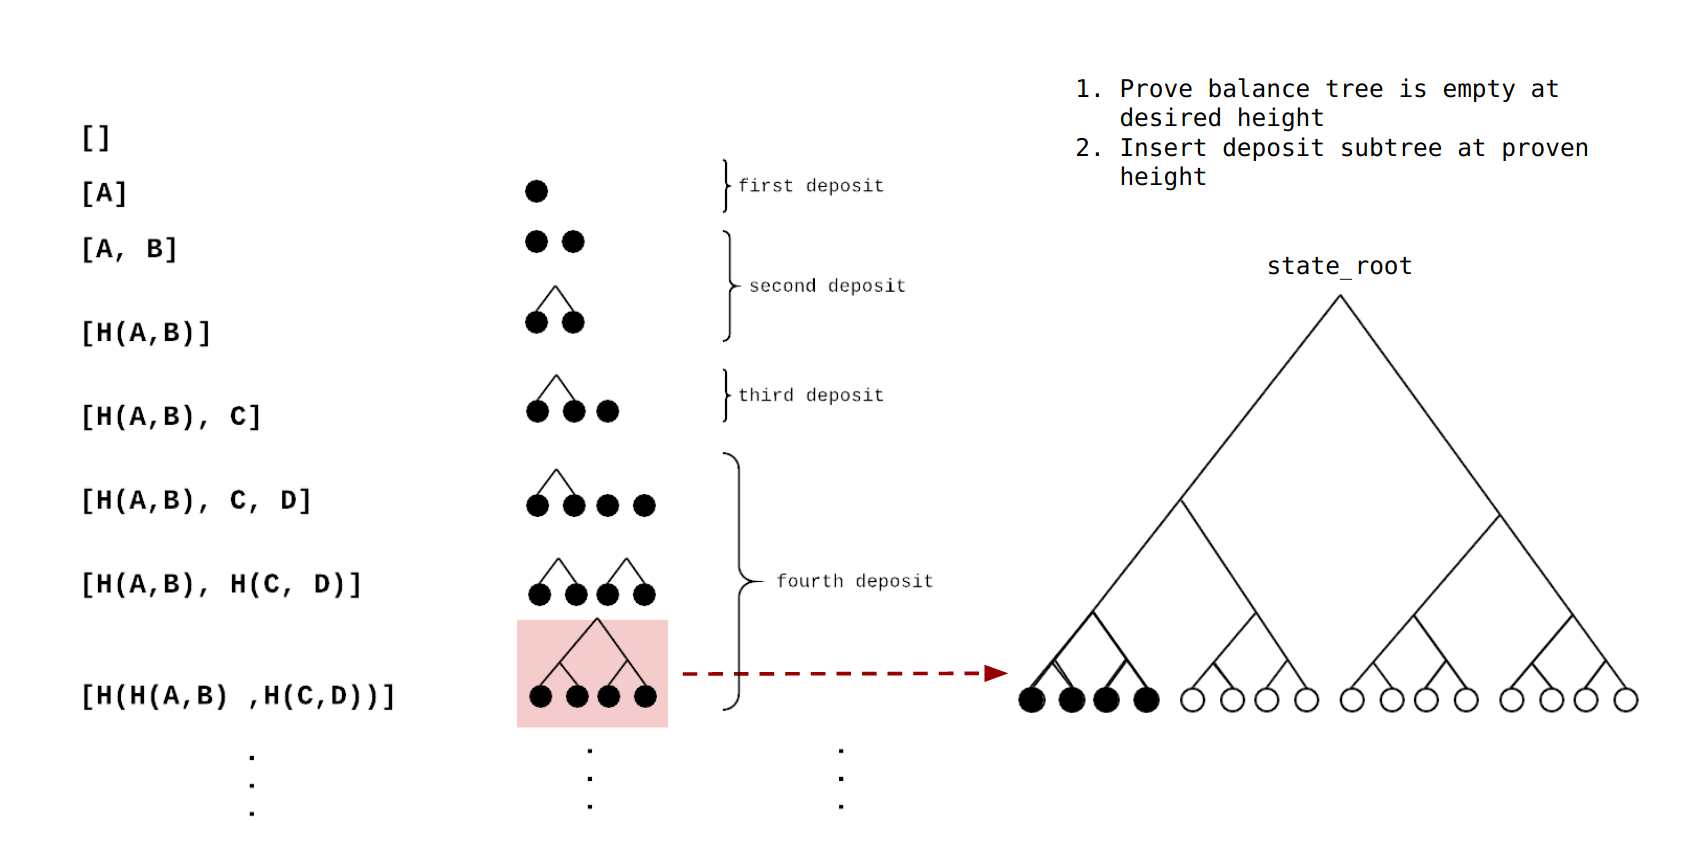 1. Prove balance tree is empty at
desired height
2. Insert deposit subtree at proven
height
[]
[A]
first deposit
[A, B]
second deposit
[H(A,B)]
third deposit
[H(A,B), C]
[H(A,B), C, D]
[H(A,B), H(C, D)]
fourth deposit
[H(H(A,B) ,H(C,D))]
state_root